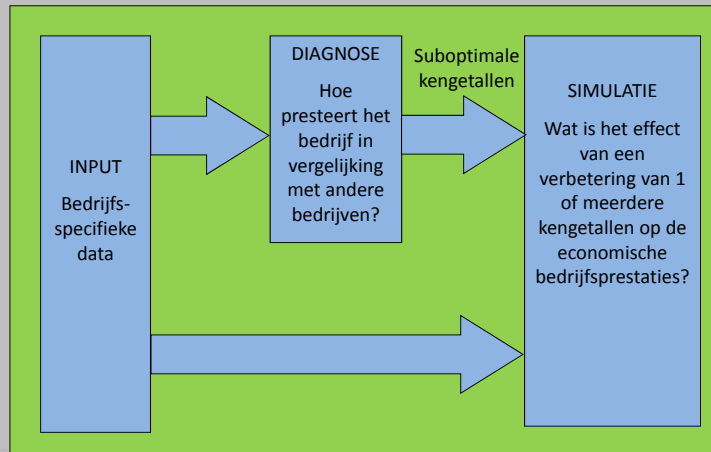 INPUT
Bedrijfs-
specifieke
data
DIAGNOSE
Hoe
presteert het
bedrijf in
vergelijking
met andere
bedrijven?
Suboptimale
kengetallen
SIMULATIE
Wat is het effect
van een
verbetering van 1
of meerdere
kengetallen op de
economische
bedrijfsprestaties?